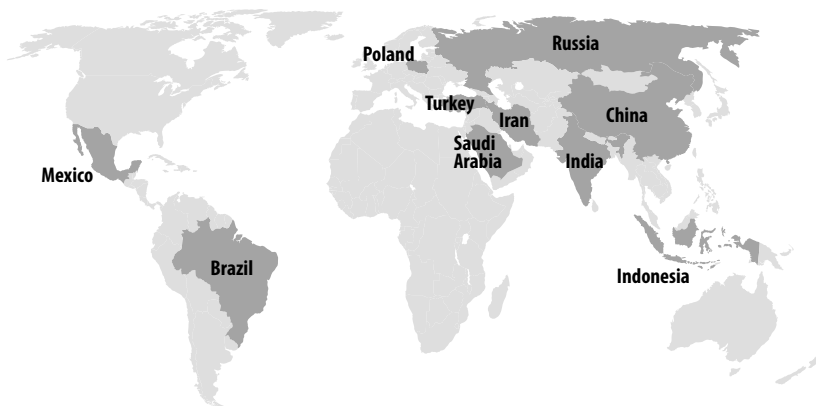 Poland
Russia
Turkey
Iran
China
Saudi
Arabia
India
Mexico
Brazil
Indonesia